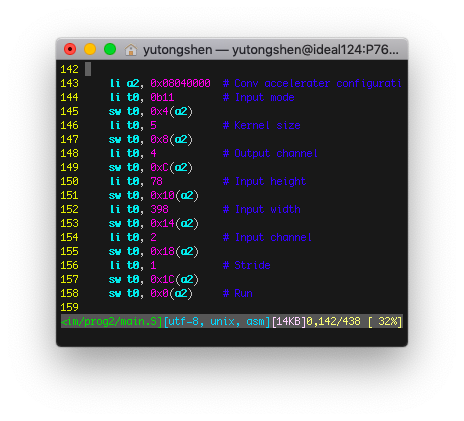 yutongshen — yutongshen@ideal124:P76...
142
143 li a2, 0x08040000 # Conv accelerater configurati
144 li t0, 0b11 # Input mode
145 sw t0, 0x4(a2)
146 li t0, 5 # Kernel size
147 sw t0, 0x8(a2)
148 li t0, 4 # Output channel
149 sw t0, 0xC(a2)
150 li t0, 78 # Input height
151 sw t0, 0x10(a2)
152 li t0, 398 # Input width
153 sw t0, 0x14(a2)
154 li t0, 2 # Input channel
155 sw t0, 0x18(a2)
156 li t0, 1 # Stride
157 sw t0, 0x1C(a2)
158 sw t0, 0x0(a2) # Run
159
<im/prog2/main.S][utf-8, unix, asm][14KB]0,142/438 [ 32%]